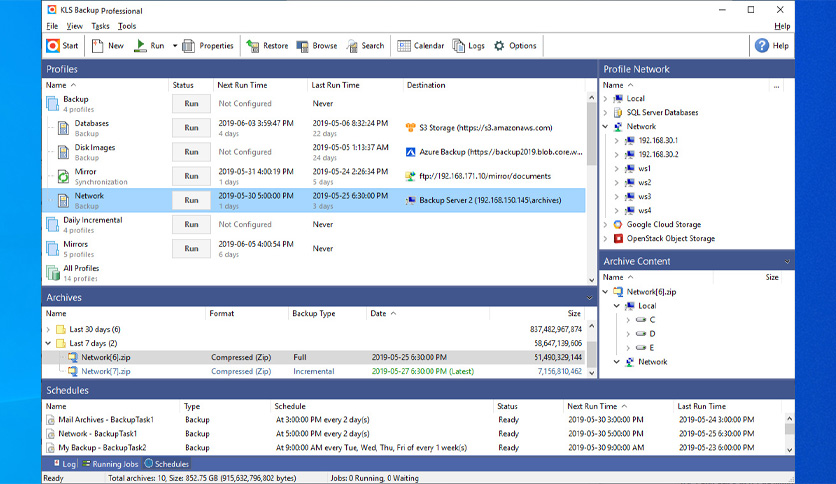 KLS Backup Professional
File View Tasks Tools Help
Start New Run Properties Restore Browse Search Calendar Logs Options Help
Profiles
Name Status Next Run Time Last Run Time Destination
Backup Run Not Configured Never
4 profiles
Databases Run 2019-06-03 3:59:47 PM 2019-05-06 8:32:24 PM S3 Storage (https://s3.amazonaws.com)
Backup 4 days 22 days
Disk Images Run Not Configured 2019-05-05 1:13:37 AM Azure Backup (https://backup2019.blob.core.w...
Backup 24 days
Mirror Run 2019-05-31 4:00:19 PM 2019-05-24 2:26:34 PM ftp://192.168.171.10/mirror/documents
Synchronization 1 days 5 days
Network Run 2019-05-30 5:00:00 PM 2019-05-25 6:30:00 PM Backup Server 2 (192.168.150.145\archives)
Backup 1 days 3 days
Daily Incremental Run Not Configured Never
4 profiles
Mirrors Run 2019-06-05 4:00:54 PM Never
5 profiles 6 days
All Profiles
14 profiles
Profile Network
Name ...
Local
SQL Server Databases
Network
192.168.30.1
192.168.30.2
ws1
ws2
ws3
ws4
Google Cloud Storage
OpenStack Object Storage
Archive Content
Name Size
Network[6].zip
Local
C
D
E
Network
Archives
Name Format Backup Type Date Size
Last 30 days (6) 837,482,967,874
Last 7 days (2) 58,647,139,606
Network[6].zip Compressed (Zip) Full 2019-05-25 6:30:00 PM 51,490,329,144
Network[7].zip Compressed (Zip) Incremental 2019-05-27 6:30:00 PM (Latest) 7,156,810,462
Schedules
Name Type Schedule Status Next Run Time Last Run Time
Mail Archives - BackupTask1 Backup At 3:00:00 PM every 2 day(s) Ready 2019-05-30 3:00:00 PM 2019-05-24 3:00:00 PM
Network - BackupTask1 Backup At 5:00:00 PM every 2 day(s) Ready 2019-05-30 5:00:00 PM 2019-05-25 6:30:00 PM
My Backup - BackupTask2 Backup At 9:00:00 AM every Tue, Wed, Thu, Fri of every 1 week(s) Ready 2019-05-30 9:00:00 AM 2019-05-23 6:00:00 PM
Log Running Jobs Schedules
Ready Total archives: 10, Size: 852.75 GB (915,632,796,802 bytes) Jobs: 0 Running, 0 Waiting